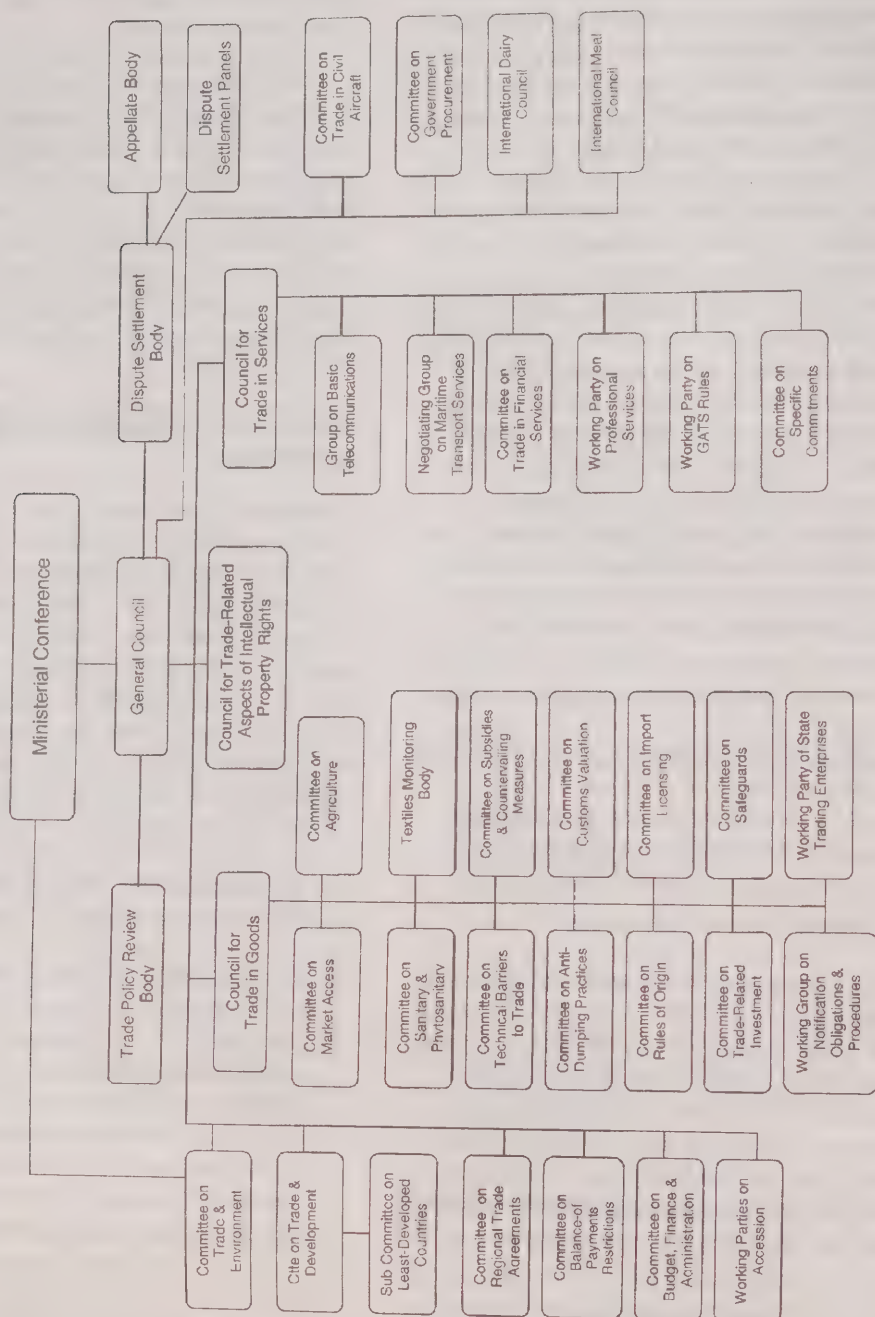 Ministerial Conference
Trade Policy Review
Body
General Council
Dispute Settlement
Body
Appellate Body
Dispute
Settlement Panels
Council for
Trade in Goods
Council for Trade-Related
Aspects of Intellectual
Property Rights
Council for
Trade in Services
Committee on
Trade &
Environment
Ctte on Trade &
Development
Sub Committee on
Least-Developed
Countries
Committee on
Regional Trade
Agreements
Committee on
Balance-of
Payments
Restrictions
Committee on
Budget, Finance &
Administration
Working Parties on
Accession
Committee on
Market Access
Committee on
Agriculture
Committee on
Sanitary &
Phytosanitary
Textiles Monitoring
Body
Committee on
Technical Barriers
to Trade
Committee on Subsidies
& Countervailing
Measures
Committee on Anti-
Dumping Practices
Committee on
Customs Valuation
Committee on
Rules of Origin
Committee on Import
Licensing
Committee on
Trade-Related
Investment
Committee on
Safeguards
Working Group on
Notification
Obligations &
Procedures
Working Party of State
Trading Enterprises
Group on Basic
Telecommunications
Negotiating Group
on Maritime
Transport Services
Committee on
Trade in Financial
Services
Working Party on
Professional
Services
Working Party on
GATS Rules
Committee on
Specific
Commitments
Committee on
Trade in Civil
Aircraft
Committee on
Government
Procurement
International Dairy
Council
International Meat
Council